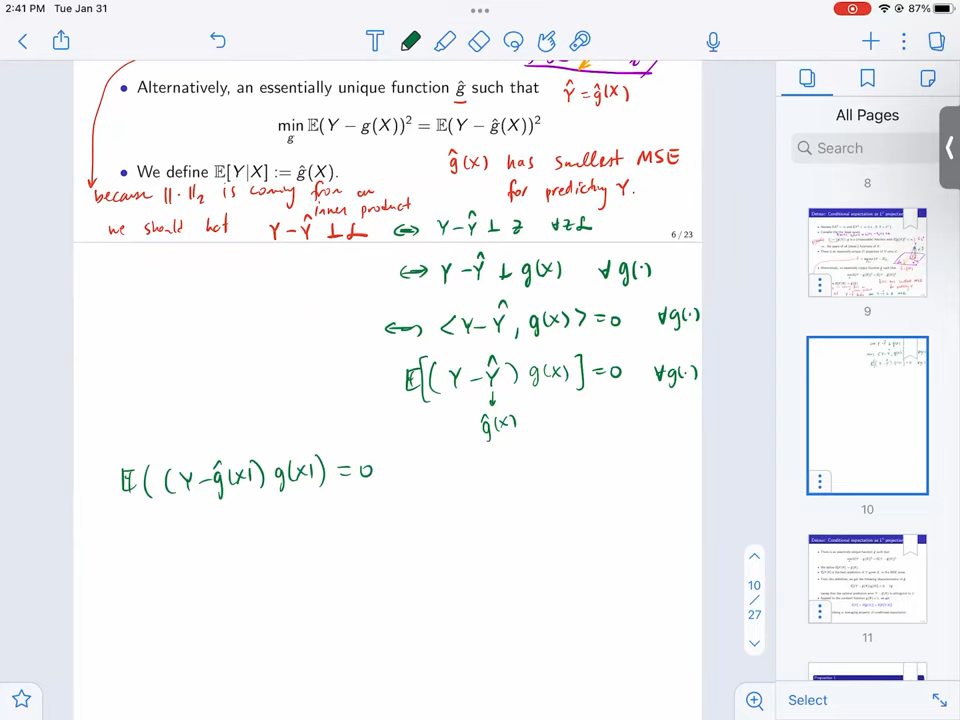 2:41 PM Tue Jan 31
87%
• Alternatively, an essentially unique function ĝ such that
Ŷ = ĝ(X)
min_g 𝔼(Y − g(X))² = 𝔼(Y − ĝ(X))²
• We define 𝔼[Y|X] := ĝ(X).
ĝ(x) has smallest MSE
for predicting Y.
because ||·||₂ is coming from an
inner product
we should hat Y - Ŷ ⊥ L ⟺ Y - Ŷ ⊥ z ∀z L
6 / 23
⟺ Y - Ŷ ⊥ g(x) ∀ g(·)
⟺ < Y - Ŷ, g(x) > = 0 ∀ g(·)
𝔼[( Y - Ŷ ) g(x)] = 0 ∀ g(·)
↓
ĝ(x)
𝔼( (Y - ĝ(x)) g(x)) = 0
All Pages
Search
8
9
10
11
10
/
27
Select